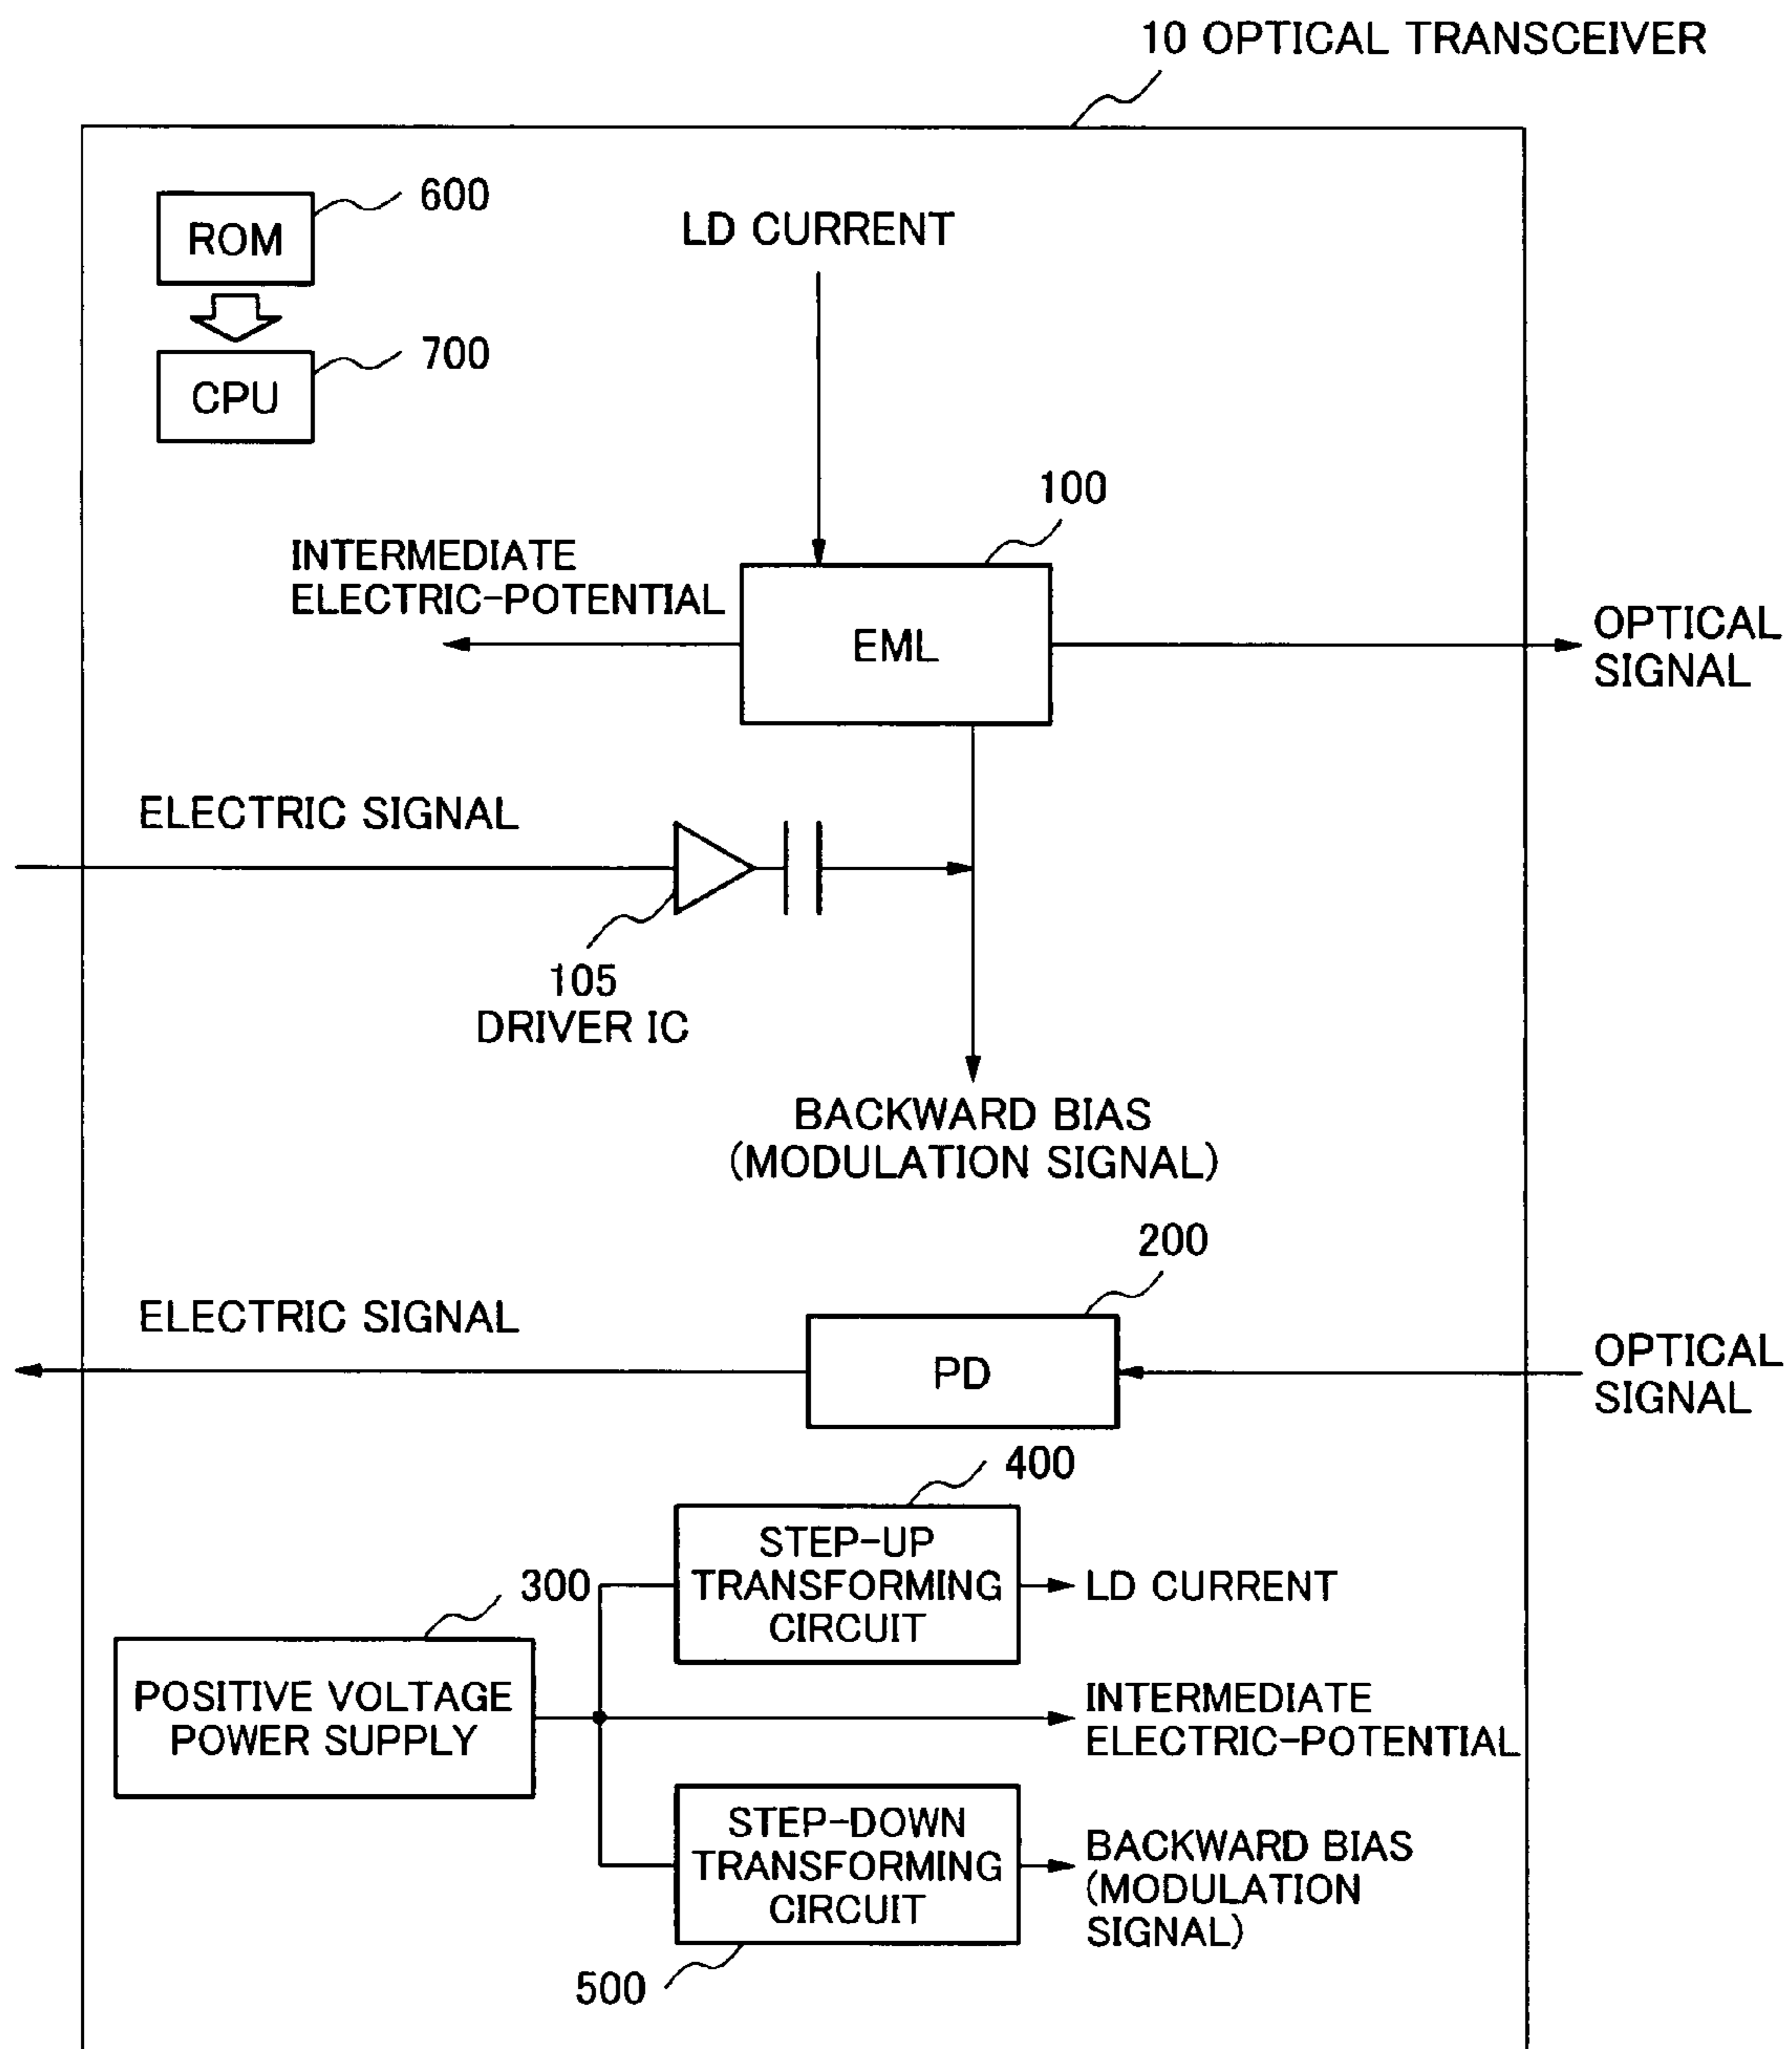 10 OPTICAL TRANSCEIVER
600
ROM
LD CURRENT
700
CPU
100
INTERMEDIATE
ELECTRIC-POTENTIAL
EML
OPTICAL
SIGNAL
ELECTRIC SIGNAL
105
DRIVER IC
BACKWARD BIAS
(MODULATION SIGNAL)
200
ELECTRIC SIGNAL
PD
OPTICAL
SIGNAL
400
STEP-UP
TRANSFORMING
CIRCUIT
LD CURRENT
300
POSITIVE VOLTAGE
POWER SUPPLY
INTERMEDIATE
ELECTRIC-POTENTIAL
STEP-DOWN
TRANSFORMING
CIRCUIT
BACKWARD BIAS
(MODULATION
SIGNAL)
500